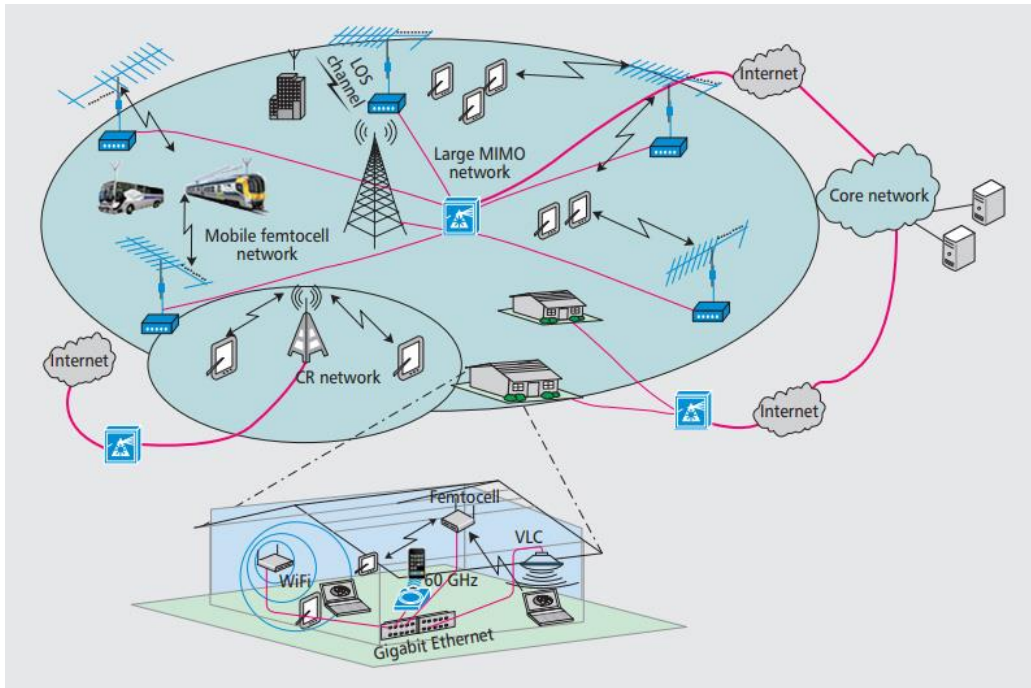 LOS
channel
Internet
Large MIMO
network
Core network
Mobile femtocell
network
Internet
CR network
Internet
Femtocell
VLC
WiFi
60 GHz
Gigabit Ethernet